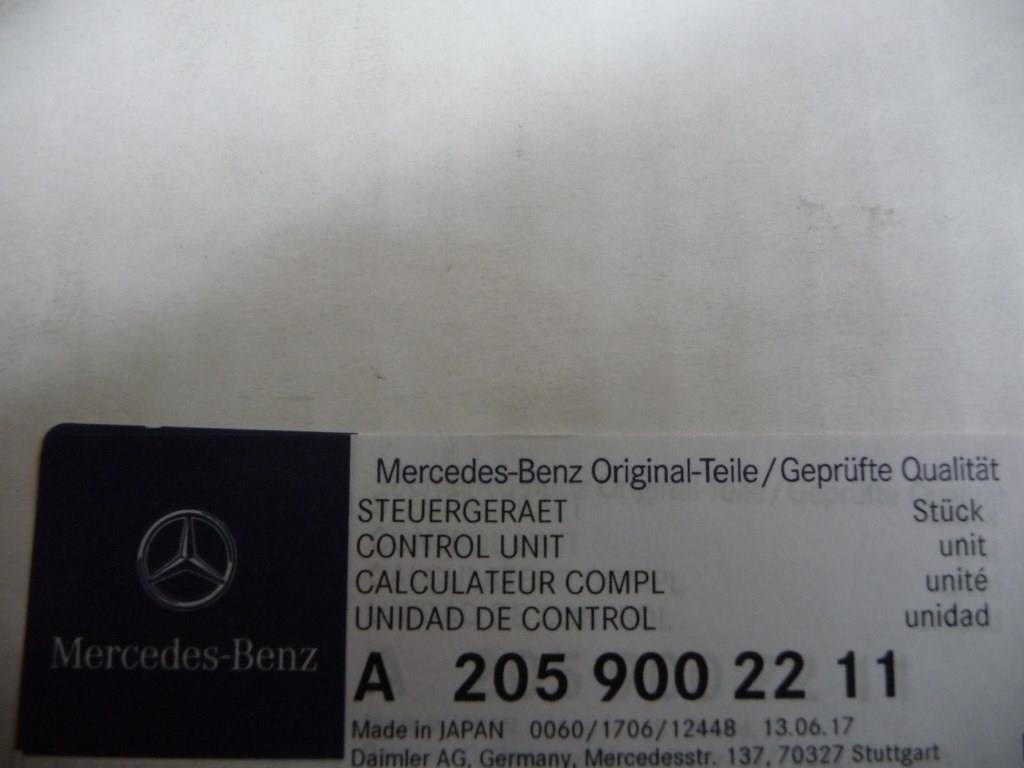 Mercedes-Benz Original-Teile/Geprüfte Qualität
STEUERGERAET Stück
CONTROL UNIT unit
CALCULATEUR COMPL unité
UNIDAD DE CONTROL unidad
Mercedes-Benz
A 205 900 22 11
Made in JAPAN 0060/1706/12448 13.06.17
Daimler AG, Germany, Mercedesstr. 137, 70327 Stuttgart